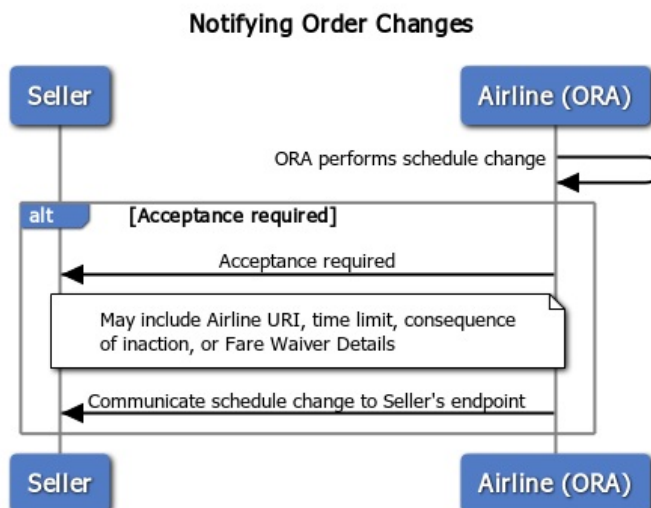 Notifying Order Changes
Seller
Airline (ORA)
ORA performs schedule change
alt
[Acceptance required]
Acceptance required
May include Airline URI, time limit, consequence
of inaction, or Fare Waiver Details
Communicate schedule change to Seller's endpoint
Seller
Airline (ORA)